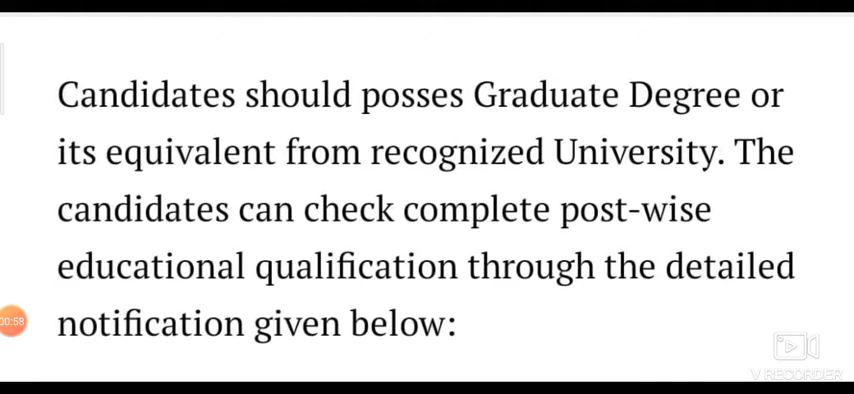 Candidates should posses Graduate Degree or
its equivalent from recognized University. The
candidates can check complete post-wise
educational qualification through the detailed
00:58
notification given below:
V RECORDER